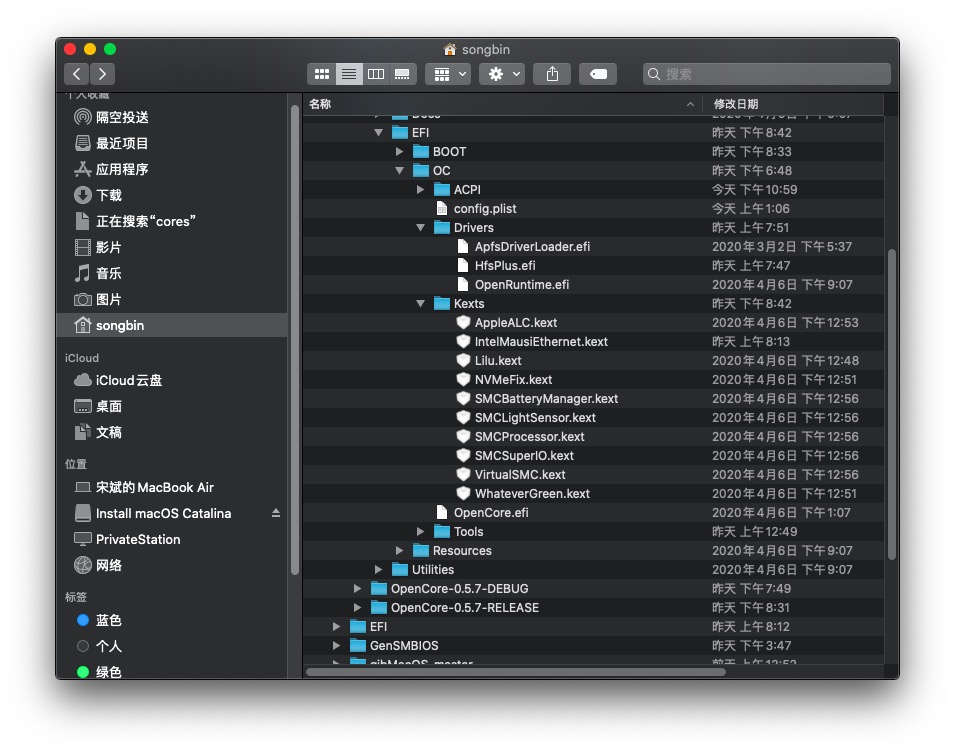 songbin
搜索
个人收藏
隔空投送
最近项目
应用程序
下载
正在搜索“cores”
影片
音乐
图片
songbin
iCloud
iCloud云盘
桌面
文稿
位置
宋斌的MacBook Air
Install macOS Catalina
PrivateStation
网络
标签
蓝色
个人
绿色
名称 修改日期
Docs
EFI 昨天 下午8:42
BOOT 昨天 下午8:33
OC 昨天 下午6:48
ACPI 今天 下午10:59
config.plist 今天 上午1:06
Drivers 昨天 上午7:51
ApfsDriverLoader.efi 2020年3月2日 下午5:37
HfsPlus.efi 昨天 上午7:47
OpenRuntime.efi 2020年4月6日 下午9:07
Kexts 昨天 下午8:42
AppleALC.kext 2020年4月6日 下午12:53
IntelMausiEthernet.kext 昨天 上午8:13
Lilu.kext 2020年4月6日 下午12:48
NVMeFix.kext 2020年4月6日 下午12:51
SMCBatteryManager.kext 2020年4月6日 下午12:56
SMCLightSensor.kext 2020年4月6日 下午12:56
SMCProcessor.kext 2020年4月6日 下午12:56
SMCSuperIO.kext 2020年4月6日 下午12:56
VirtualSMC.kext 2020年4月6日 下午12:56
WhateverGreen.kext 2020年4月6日 下午12:51
OpenCore.efi 2020年4月6日 下午1:07
Tools 昨天 上午12:49
Resources 2020年4月6日 下午9:07
Utilities 2020年4月6日 下午9:07
OpenCore-0.5.7-DEBUG 昨天 下午7:49
OpenCore-0.5.7-RELEASE 昨天 下午8:31
EFI 昨天 上午8:12
GenSMBIOS 昨天 下午3:47